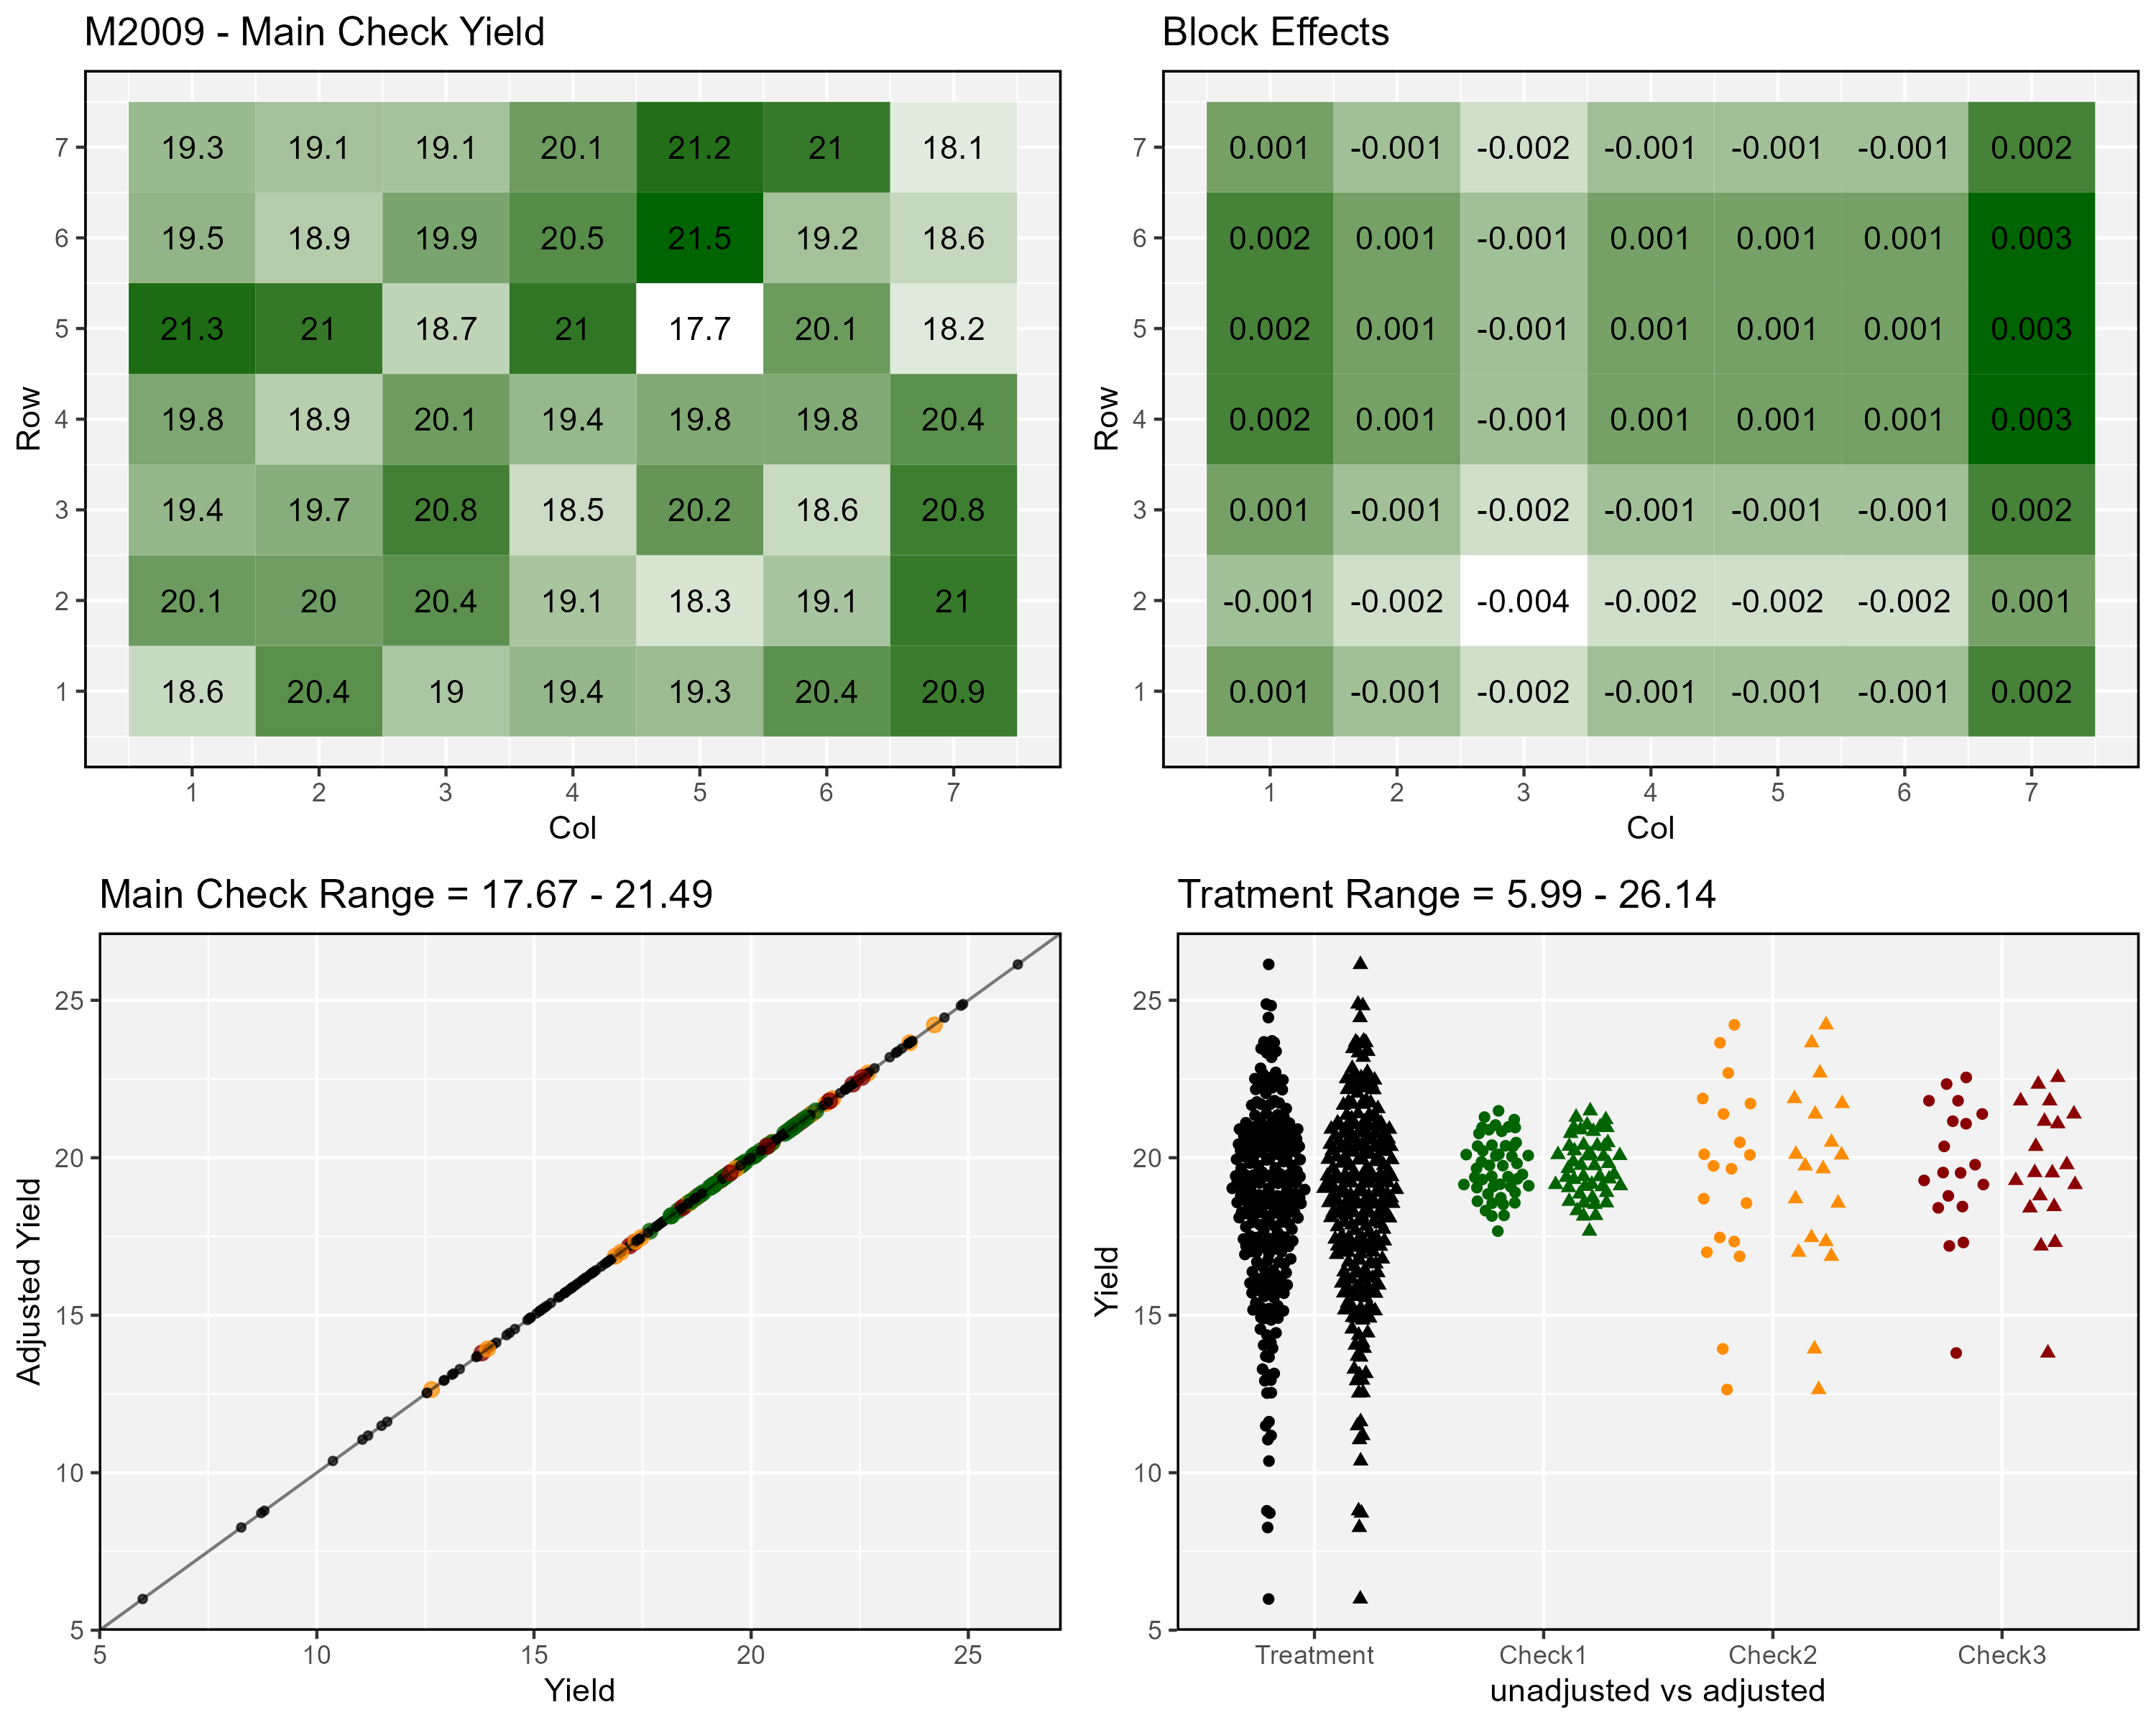 M2009 - Main Check Yield
7 19.3 19.1 19.1 20.1 21.2 21 18.1
6 19.5 18.9 19.9 20.5 21.5 19.2 18.6
5 21.3 21 18.7 21 17.7 20.1 18.2
4 19.8 18.9 20.1 19.4 19.8 19.8 20.4
3 19.4 19.7 20.8 18.5 20.2 18.6 20.8
2 20.1 20 20.4 19.1 18.3 19.1 21
1 18.6 20.4 19 19.4 19.3 20.4 20.9
Row
1 2 3 4 5 6 7
Col
Block Effects
7 0.001 -0.001 -0.002 -0.001 -0.001 -0.001 0.002
6 0.002 0.001 -0.001 0.001 0.001 0.001 0.003
5 0.002 0.001 -0.001 0.001 0.001 0.001 0.003
4 0.002 0.001 -0.001 0.001 0.001 0.001 0.003
3 0.001 -0.001 -0.002 -0.001 -0.001 -0.001 0.002
2 -0.001 -0.002 -0.004 -0.002 -0.002 -0.002 0.001
1 0.001 -0.001 -0.002 -0.001 -0.001 -0.001 0.002
Row
1 2 3 4 5 6 7
Col
Main Check Range = 17.67 - 21.49
25
20
15
10
5
Adjusted Yield
5 10 15 20 25
Yield
Tratment Range = 5.99 - 26.14
25
20
15
10
5
Yield
Treatment Check1 Check2 Check3
unadjusted vs adjusted